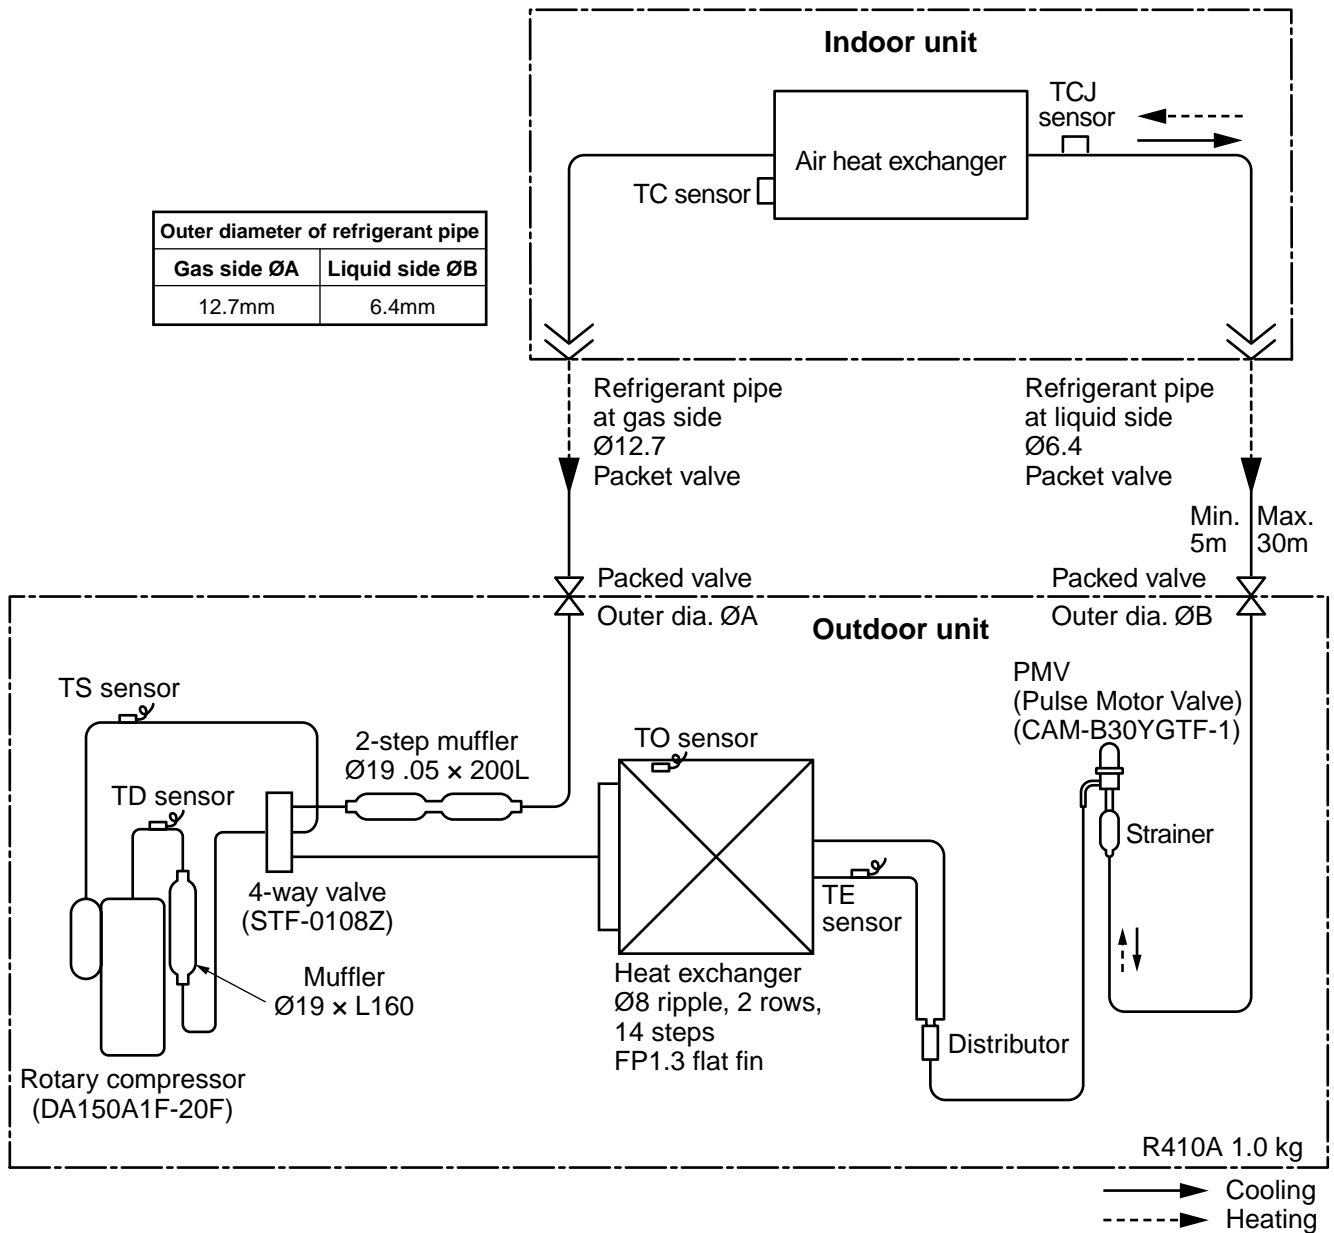 Indoor unit
TCJ
sensor
Air heat exchanger
TC sensor
Outer diameter of refrigerant pipe
Gas side ØA Liquid side ØB
12.7mm 6.4mm
Refrigerant pipe
at gas side
Ø12.7
Packet valve
Refrigerant pipe
at liquid side
Ø6.4
Packet valve
Min. Max.
5m 30m
Packed valve
Outer dia. ØA
Packed valve
Outer dia. ØB
Outdoor unit
TS sensor
2-step muffler
Ø19 .05 × 200L
TD sensor
TO sensor
PMV
(Pulse Motor Valve)
(CAM-B30YGTF-1)
Strainer
4-way valve
(STF-0108Z)
TE
sensor
Muffler
Ø19 × L160
Heat exchanger
Ø8 ripple, 2 rows,
14 steps
FP1.3 flat fin
Distributor
Rotary compressor
(DA150A1F-20F)
R410A 1.0 kg
Cooling
Heating